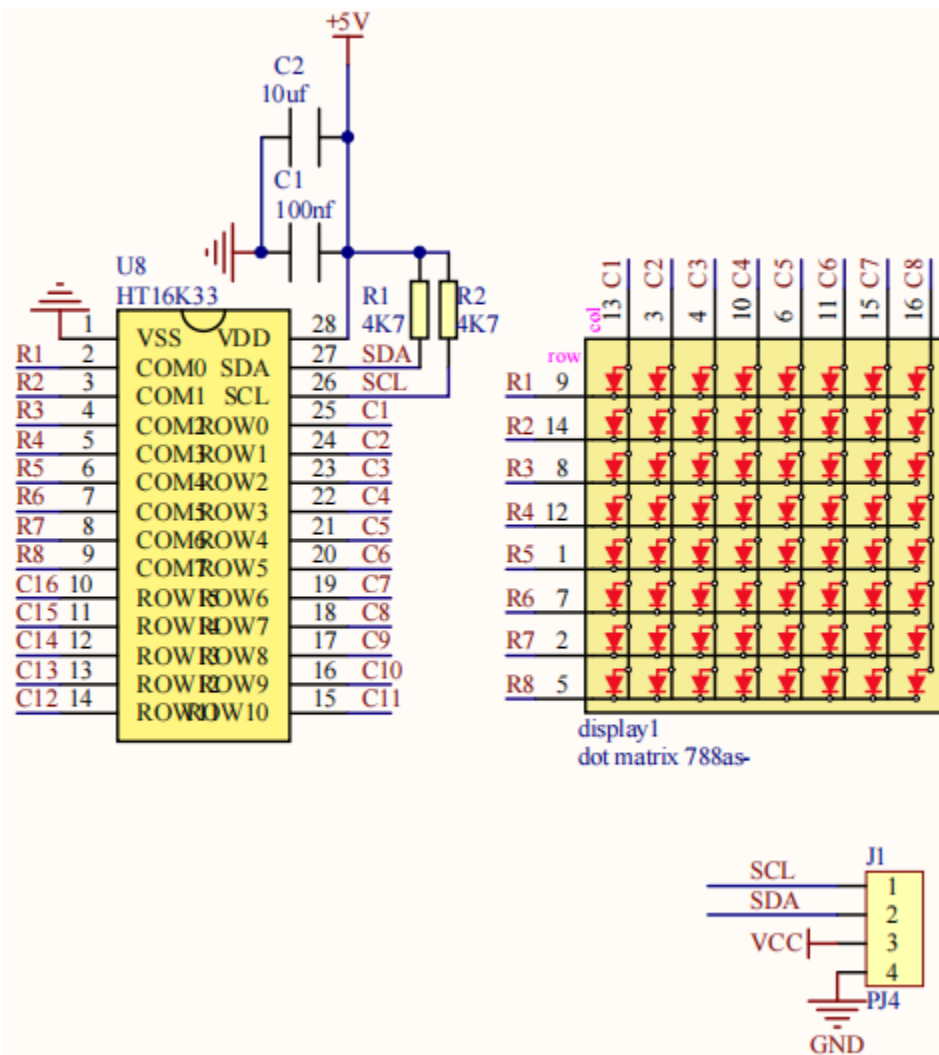 +5V
C2
10uf
C1
100nf
U8
HT16K33
R1
4K7
R2
4K7
1 VSS VDD 28
R1 2 COM0 SDA 27 SDA
R2 3 COM1 SCL 26 SCL
R3 4 COM2 ROW0 25 C1
R4 5 COM3 ROW1 24 C2
R5 6 COM4 ROW2 23 C3
R6 7 COM5 ROW3 22 C4
R7 8 COM6 ROW4 21 C5
R8 9 COM7 ROW5 20 C6
C16 10 ROW15 ROW6 19 C7
C15 11 ROW14 ROW7 18 C8
C14 12 ROW13 ROW8 17 C9
C13 13 ROW12 ROW9 16 C10
C12 14 ROW11 ROW10 15 C11
C1 C2 C3 C4 C5 C6 C7 C8
col 13 3 4 10 6 11 15 16
row
R1 9
R2 14
R3 8
R4 12
R5 1
R6 7
R7 2
R8 5
display1
dot matrix 788as-
J1
SCL 1
SDA 2
VCC 3
4
PJ4
GND